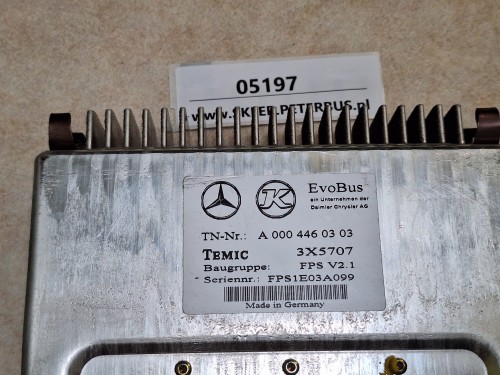 05197
www.SKLEP.PETERBUS.pl
K
EvoBus
ein Unternehmen der
Daimler Chrysler AG
TN-Nr.: A 000 446 03 03
TEMIC 3X5707
Baugruppe: FPS V2.1
Seriennr.: FPS1E03A099
Made in Germany